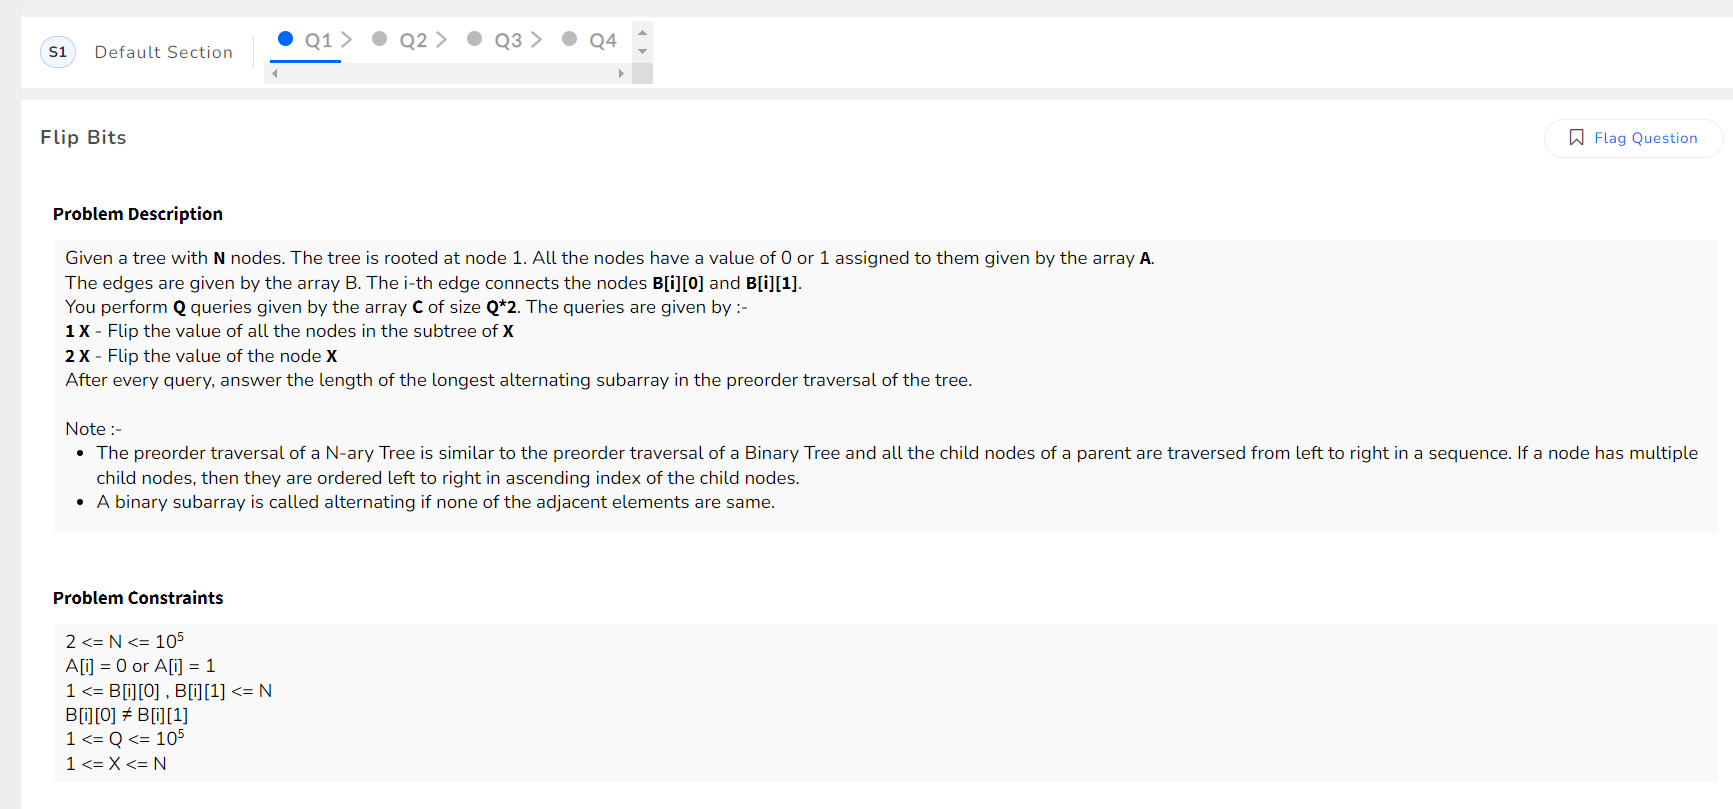 S1 Default Section Q1 Q2 Q3 Q4
Flip Bits
Flag Question
Problem Description
Given a tree with N nodes. The tree is rooted at node 1. All the nodes have a value of 0 or 1 assigned to them given by the array A.
The edges are given by the array B. The i-th edge connects the nodes B[i][0] and B[i][1].
You perform Q queries given by the array C of size Q*2. The queries are given by :-
1 X - Flip the value of all the nodes in the subtree of X
2 X - Flip the value of the node X
After every query, answer the length of the longest alternating subarray in the preorder traversal of the tree.
Note :-
• The preorder traversal of a N-ary Tree is similar to the preorder traversal of a Binary Tree and all the child nodes of a parent are traversed from left to right in a sequence. If a node has multiple
child nodes, then they are ordered left to right in ascending index of the child nodes.
• A binary subarray is called alternating if none of the adjacent elements are same.
Problem Constraints
2 <= N <= 10⁵
A[i] = 0 or A[i] = 1
1 <= B[i][0] , B[i][1] <= N
B[i][0] ≠ B[i][1]
1 <= Q <= 10⁵
1 <= X <= N